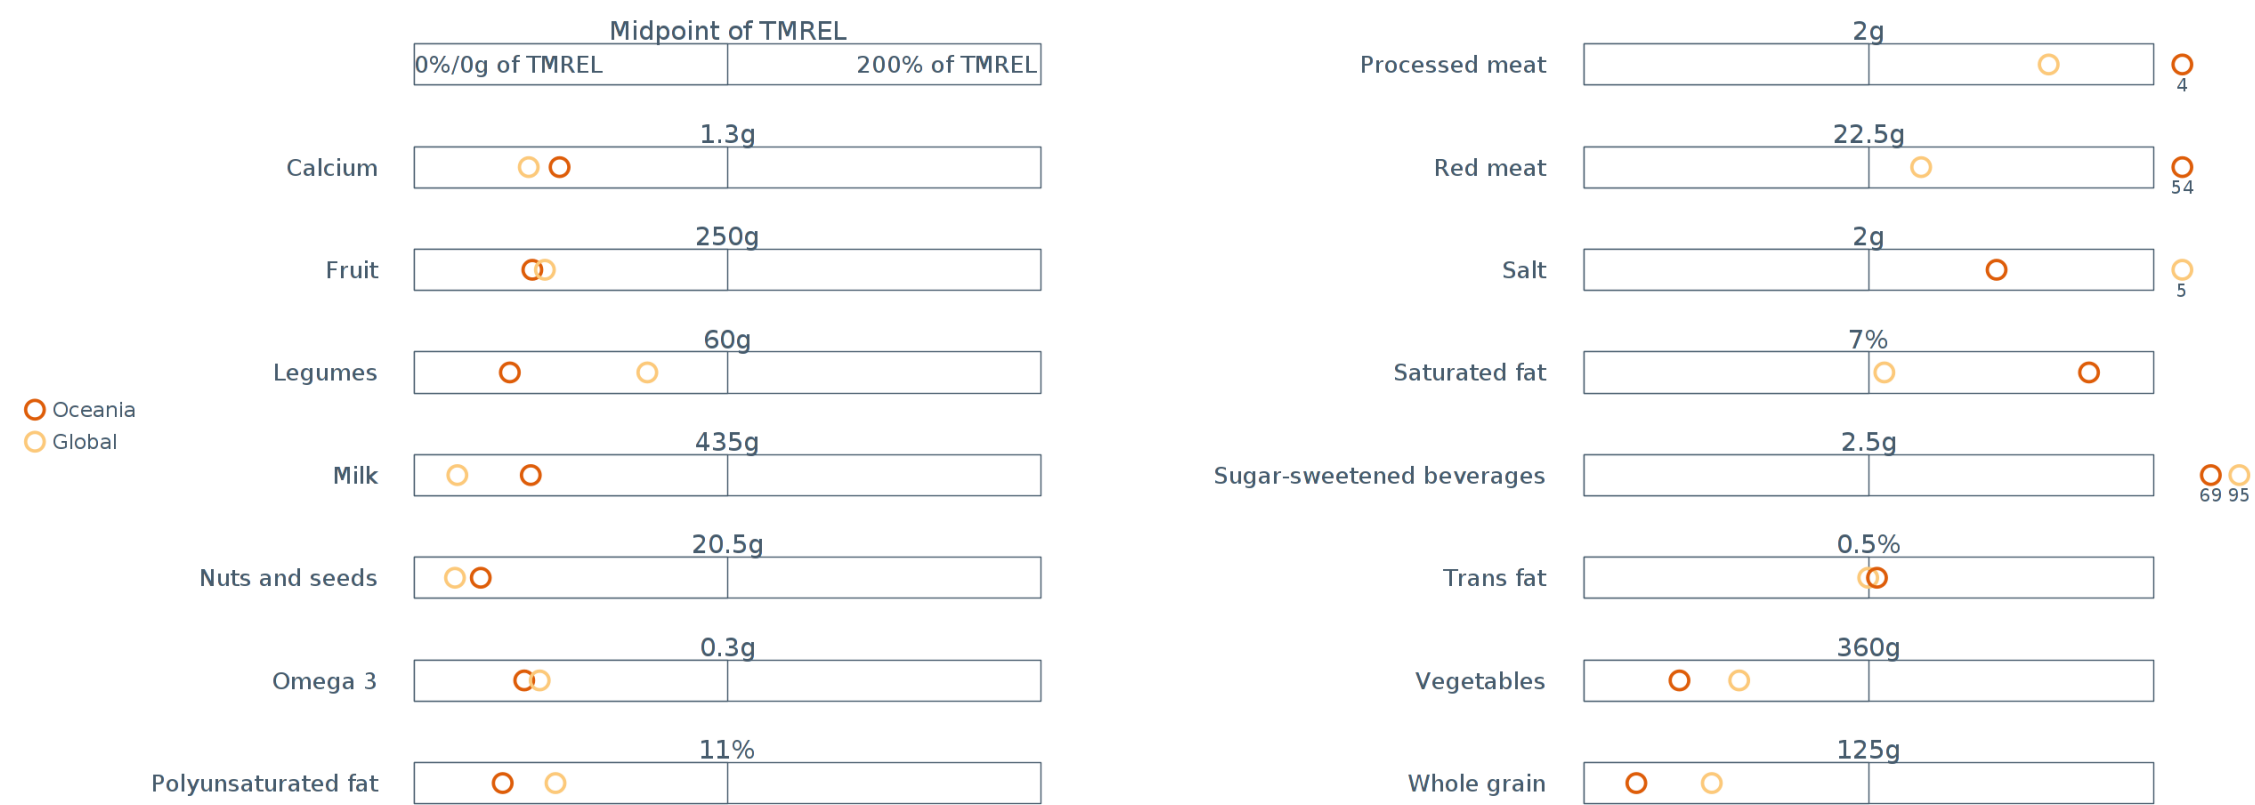 Midpoint of TMREL
0%/0g of TMREL 200% of TMREL
1.3g
Calcium
250g
Fruit
60g
Legumes
Oceania
Global
435g
Milk
20.5g
Nuts and seeds
0.3g
Omega 3
11%
Polyunsaturated fat
2g
Processed meat
4
22.5g
Red meat
54
2g
Salt
5
7%
Saturated fat
2.5g
Sugar-sweetened beverages
69 95
0.5%
Trans fat
360g
Vegetables
125g
Whole grain